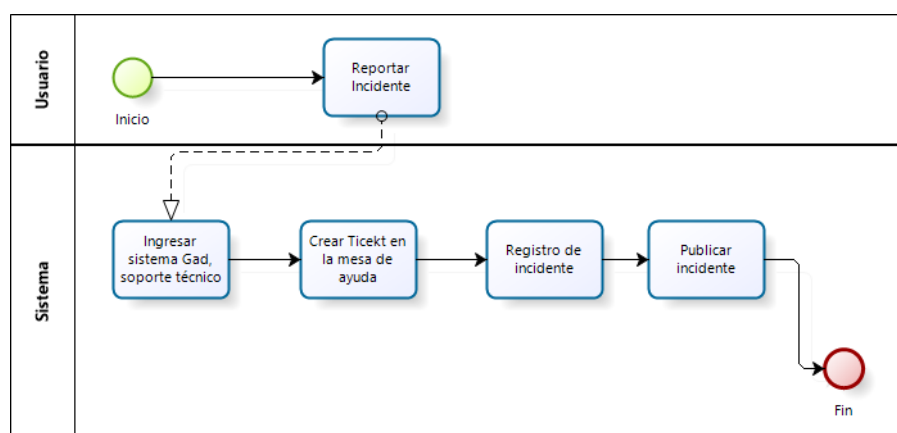 Usuario
Inicio
Reportar
Incidente
Sistema
Ingresar
sistema Gad,
soporte técnico
Crear Ticekt en
la mesa de
ayuda
Registro de
incidente
Publicar
incidente
Fin